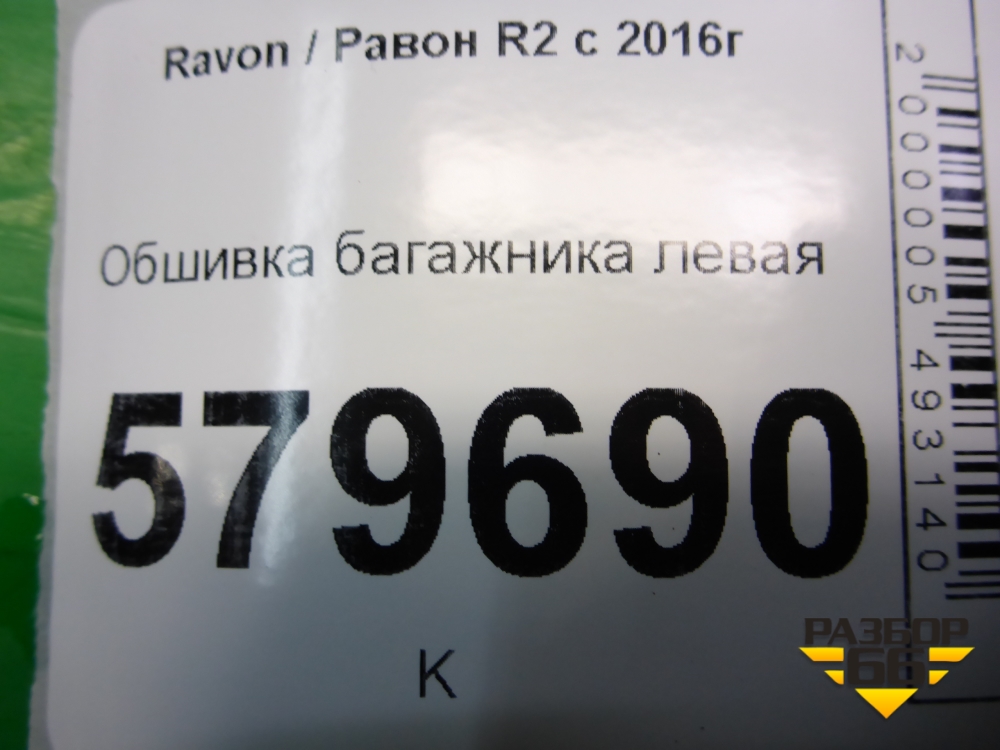 Ravon / Равон R2 с 2016г
Обшивка багажника левая
579690
К
2000005493140
РАЗБОР
66